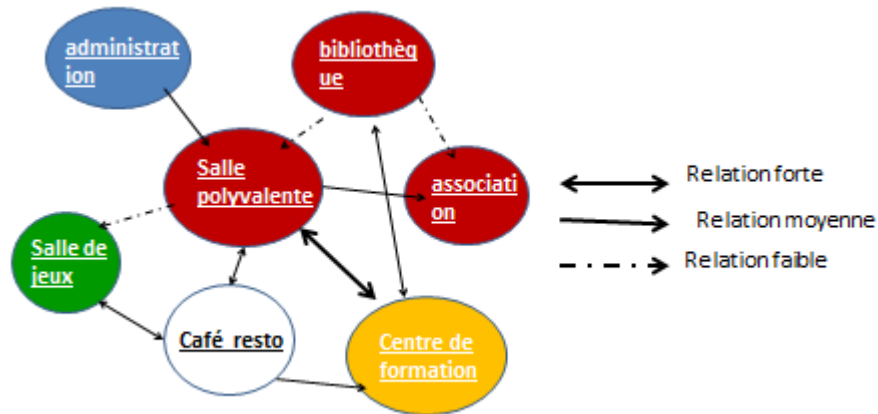 administrat
ion
bibliothèq
ue
Salle
polyvalente
associati
on
Relation forte
Relation moyenne
Relation faible
Salle de
jeux
Café resto
Centre de
formation